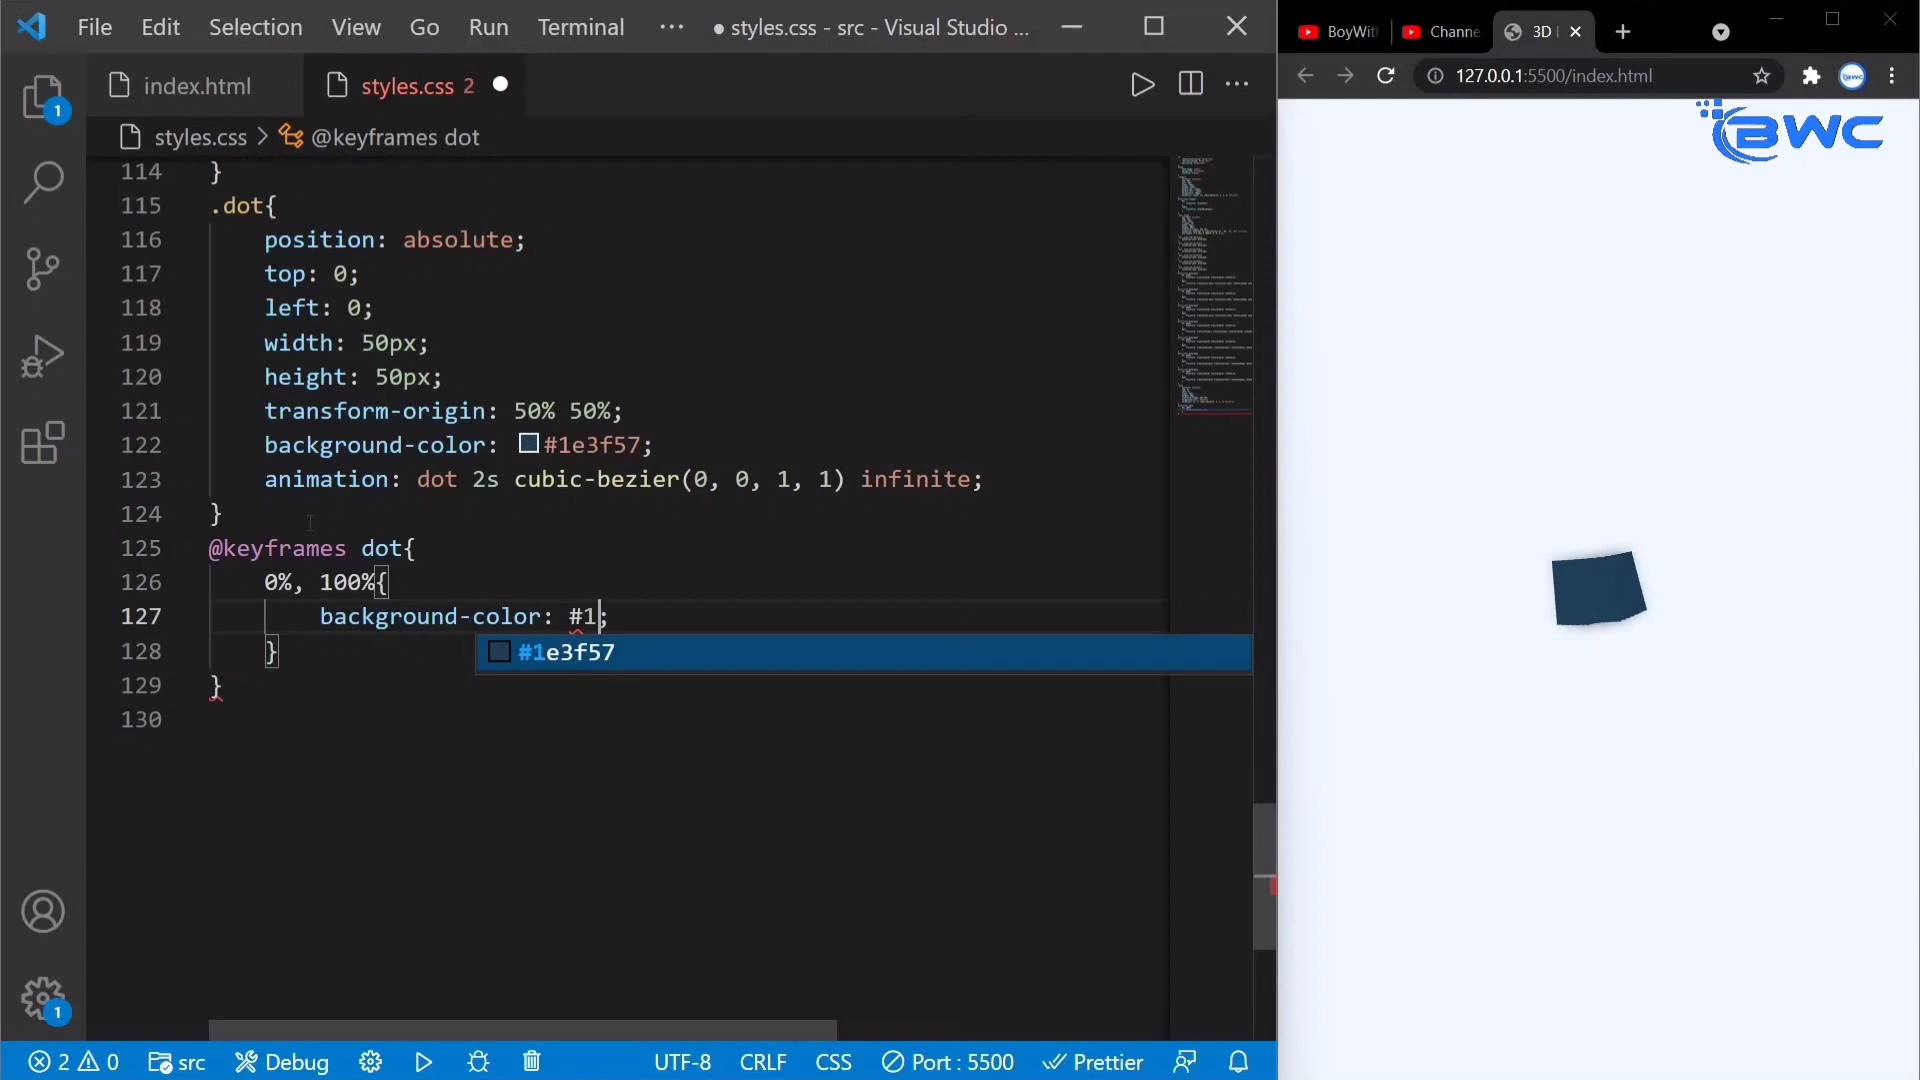 File Edit Selection View Go Run Terminal ··· ● styles.css - src - Visual Studio ...
index.html styles.css 2
styles.css > @keyframes dot
114 }
115 .dot{
116 position: absolute;
117 top: 0;
118 left: 0;
119 width: 50px;
120 height: 50px;
121 transform-origin: 50% 50%;
122 background-color: #1e3f57;
123 animation: dot 2s cubic-bezier(0, 0, 1, 1) infinite;
124 }
125 @keyframes dot{
126 0%, 100%{
127 background-color: #1;
#1e3f57
128 }
129 }
130
1
1
2 0 src Debug UTF-8 CRLF CSS Port : 5500 Prettier
BoyWit Channe 3D
127.0.0.1:5500/index.html
BWC